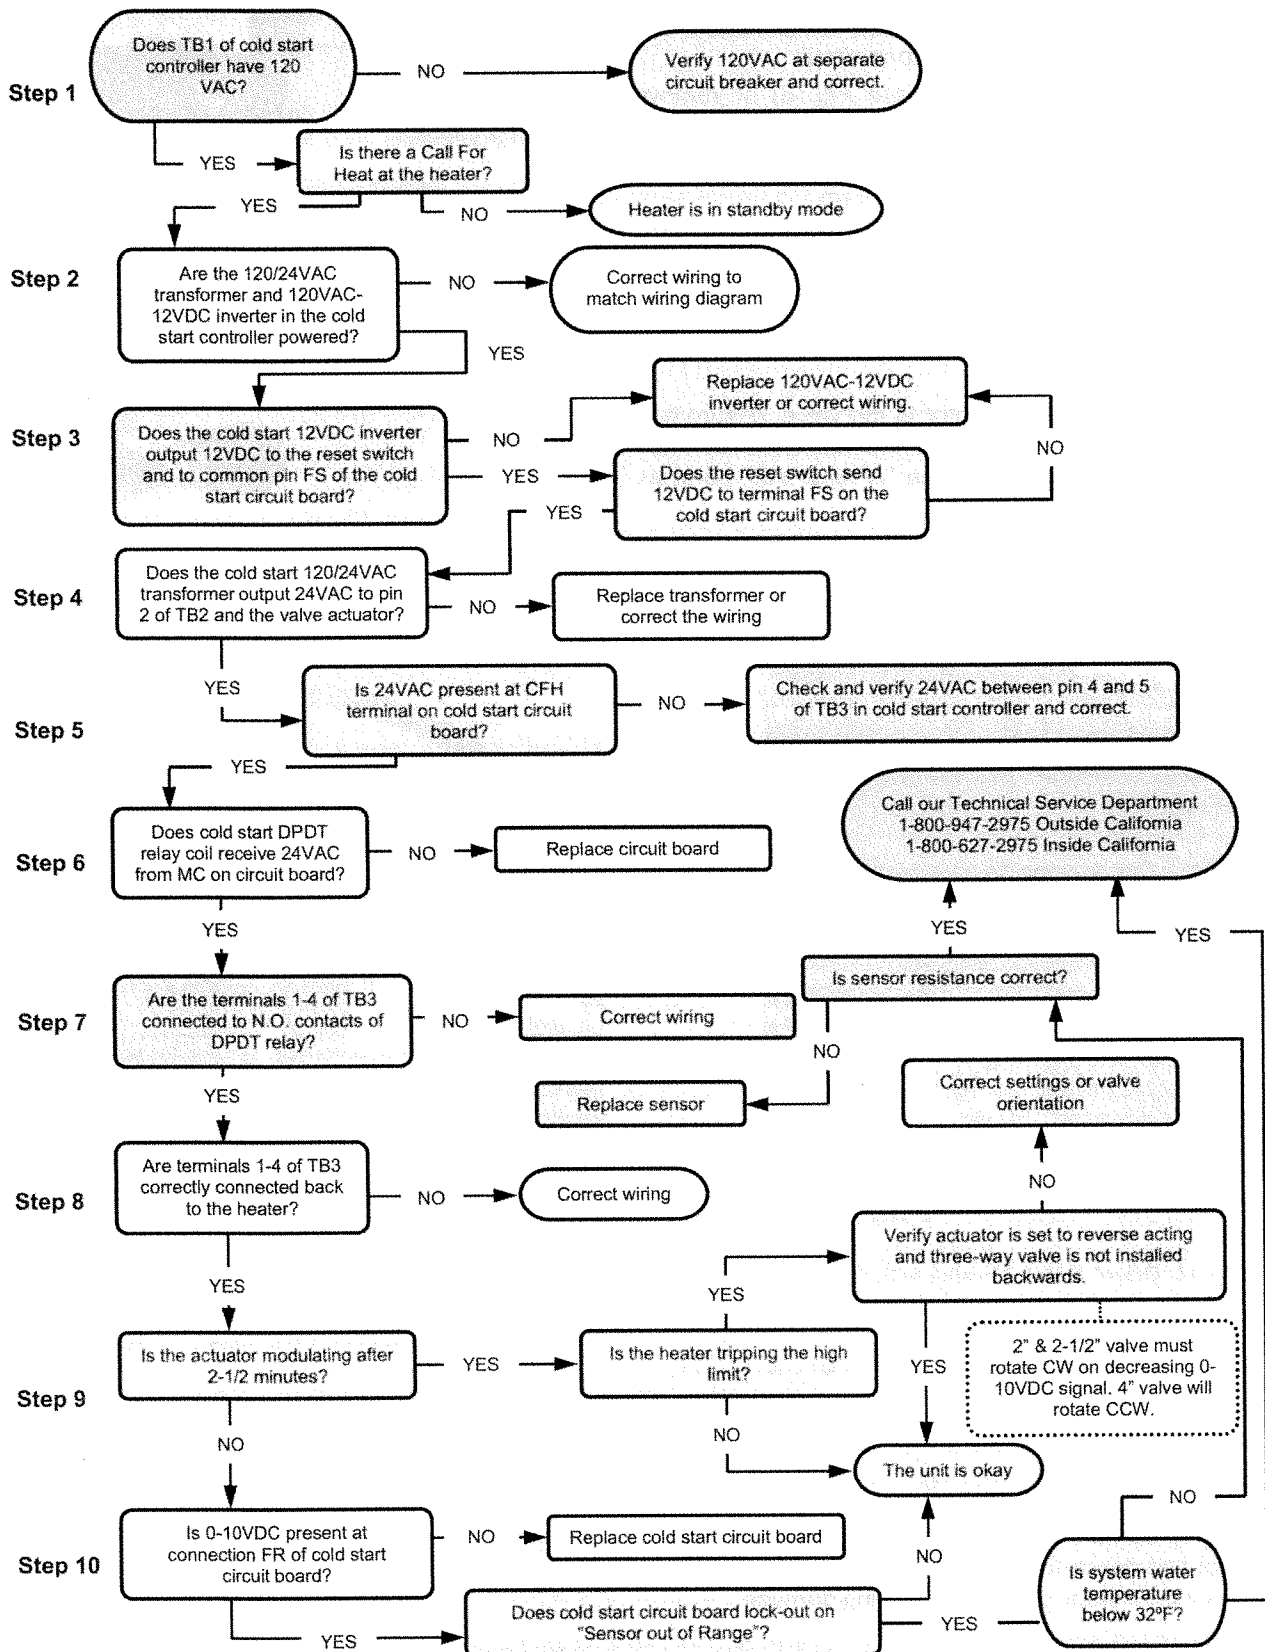 Does TB1 of cold start
controller have 120
VAC?
NO
Verify 120VAC at separate
circuit breaker and correct.
Step 1
YES
Is there a Call For
Heat at the heater?
YES
NO
Heater is in standby mode
Step 2
Are the 120/24VAC
transformer and 120VAC-
12VDC inverter in the cold
start controller powered?
NO
Correct wiring to
match wiring diagram
YES
Replace 120VAC-12VDC
inverter or correct wiring.
Step 3
Does the cold start 12VDC inverter
output 12VDC to the reset switch
and to common pin FS of the cold
start circuit board?
NO
YES
Does the reset switch send
12VDC to terminal FS on the
cold start circuit board?
NO
YES
Step 4
Does the cold start 120/24VAC
transformer output 24VAC to pin
2 of TB2 and the valve actuator?
NO
Replace transformer or
correct the wiring
YES
Step 5
Is 24VAC present at CFH
terminal on cold start circuit
board?
NO
Check and verify 24VAC between pin 4 and 5
of TB3 in cold start controller and correct.
YES
Call our Technical Service Department
1-800-947-2975 Outside California
1-800-627-2975 Inside California
Step 6
Does cold start DPDT
relay coil receive 24VAC
from MC on circuit board?
NO
Replace circuit board
YES
YES
YES
Is sensor resistance correct?
Step 7
Are the terminals 1-4 of TB3
connected to N.O. contacts of
DPDT relay?
NO
Correct wiring
NO
Replace sensor
Correct settings or valve
orientation
YES
Step 8
Are terminals 1-4 of TB3
correctly connected back
to the heater?
NO
Correct wiring
NO
Verify actuator is set to reverse acting
and three-way valve is not installed
backwards.
YES
YES
YES
2" & 2-1/2" valve must
rotate CW on decreasing 0-
10VDC signal. 4" valve will
rotate CCW.
Step 9
Is the actuator modulating after
2-1/2 minutes?
YES
Is the heater tripping the high
limit?
NO
NO
The unit is okay
NO
Step 10
Is 0-10VDC present at
connection FR of cold start
circuit board?
NO
Replace cold start circuit board
NO
YES
Does cold start circuit board lock-out on
"Sensor out of Range"?
YES
Is system water
temperature
below 32ºF?